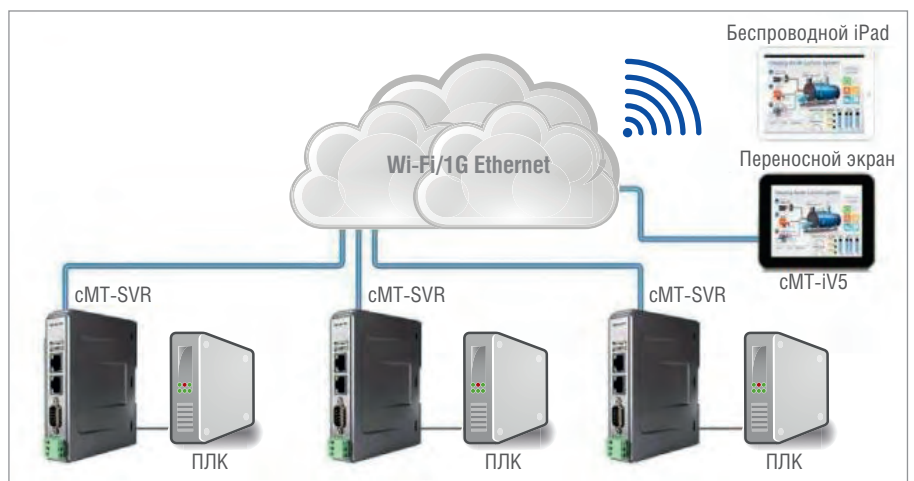 Беспроводной iPad
Wi-Fi/1G Ethernet
Переносной экран
cMT-iV5
cMT-SVR
cMT-SVR
cMT-SVR
ПЛК
ПЛК
ПЛК